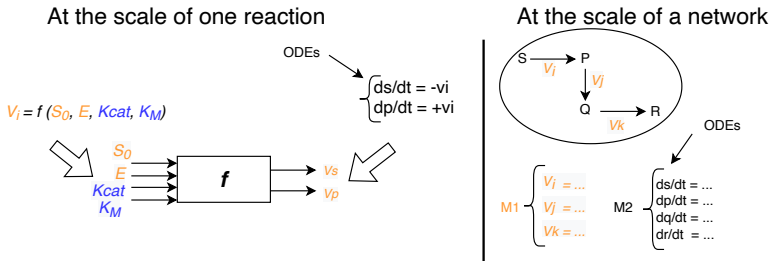 At the scale of one reaction
ODEs
ds/dt = -vi
dp/dt = +vi
Vi = f (S0, E, Kcat, KM)
S0
E
Kcat
KM
f
vs
vp
At the scale of a network
S
P
Vi
Vj
Q
R
Vk
ODEs
M1
Vi = ...
Vj = ...
Vk = ...
M2
ds/dt = ...
dp/dt = ...
dq/dt = ...
dr/dt = ...